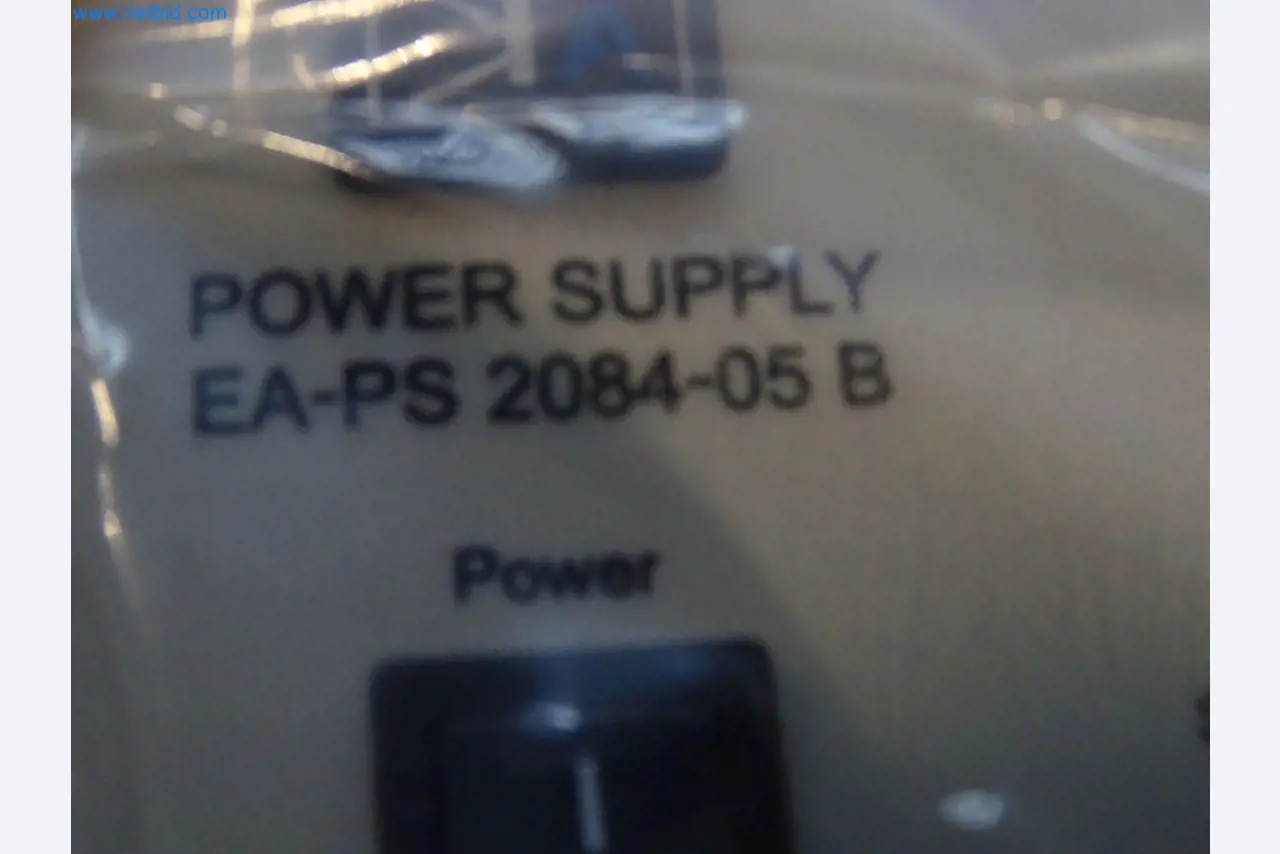 www.netbid.com
POWER SUPPLY
EA-PS 2084-05 B
Power